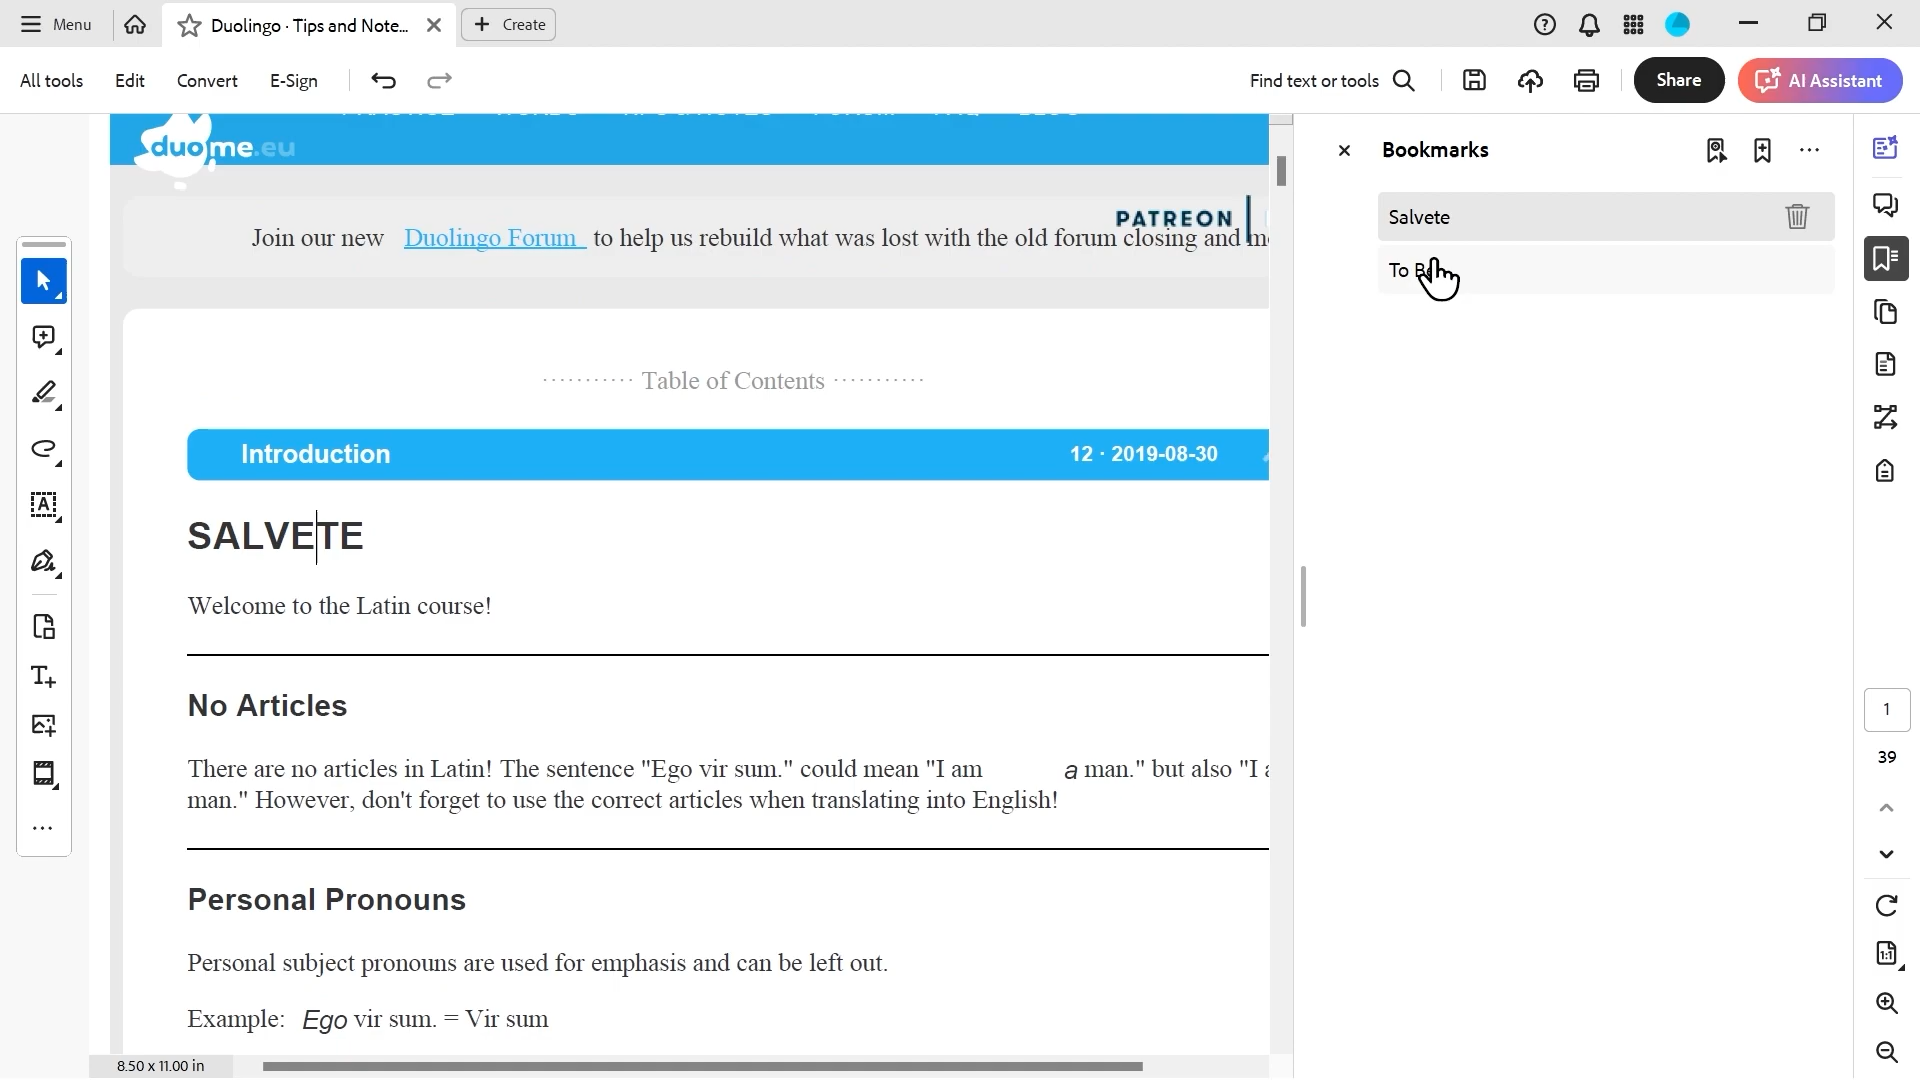 Menu
Duolingo · Tips and Note...
Create
All tools
Edit
Convert
E-Sign
Find text or tools
Share
AI Assistant
duome.eu
PATREON
Join our new Duolingo Forum to help us rebuild what was lost with the old forum closing and
Table of Contents
Introduction
12 · 2019-08-30
SALVETE
Welcome to the Latin course!
No Articles
There are no articles in Latin! The sentence "Ego vir sum." could mean "I am a man." but also "I
man." However, don't forget to use the correct articles when translating into English!
Personal Pronouns
Personal subject pronouns are used for emphasis and can be left out.
Example: Ego vir sum. = Vir sum
8.50 x 11.00 in
Bookmarks
Salvete
To Be
1
39